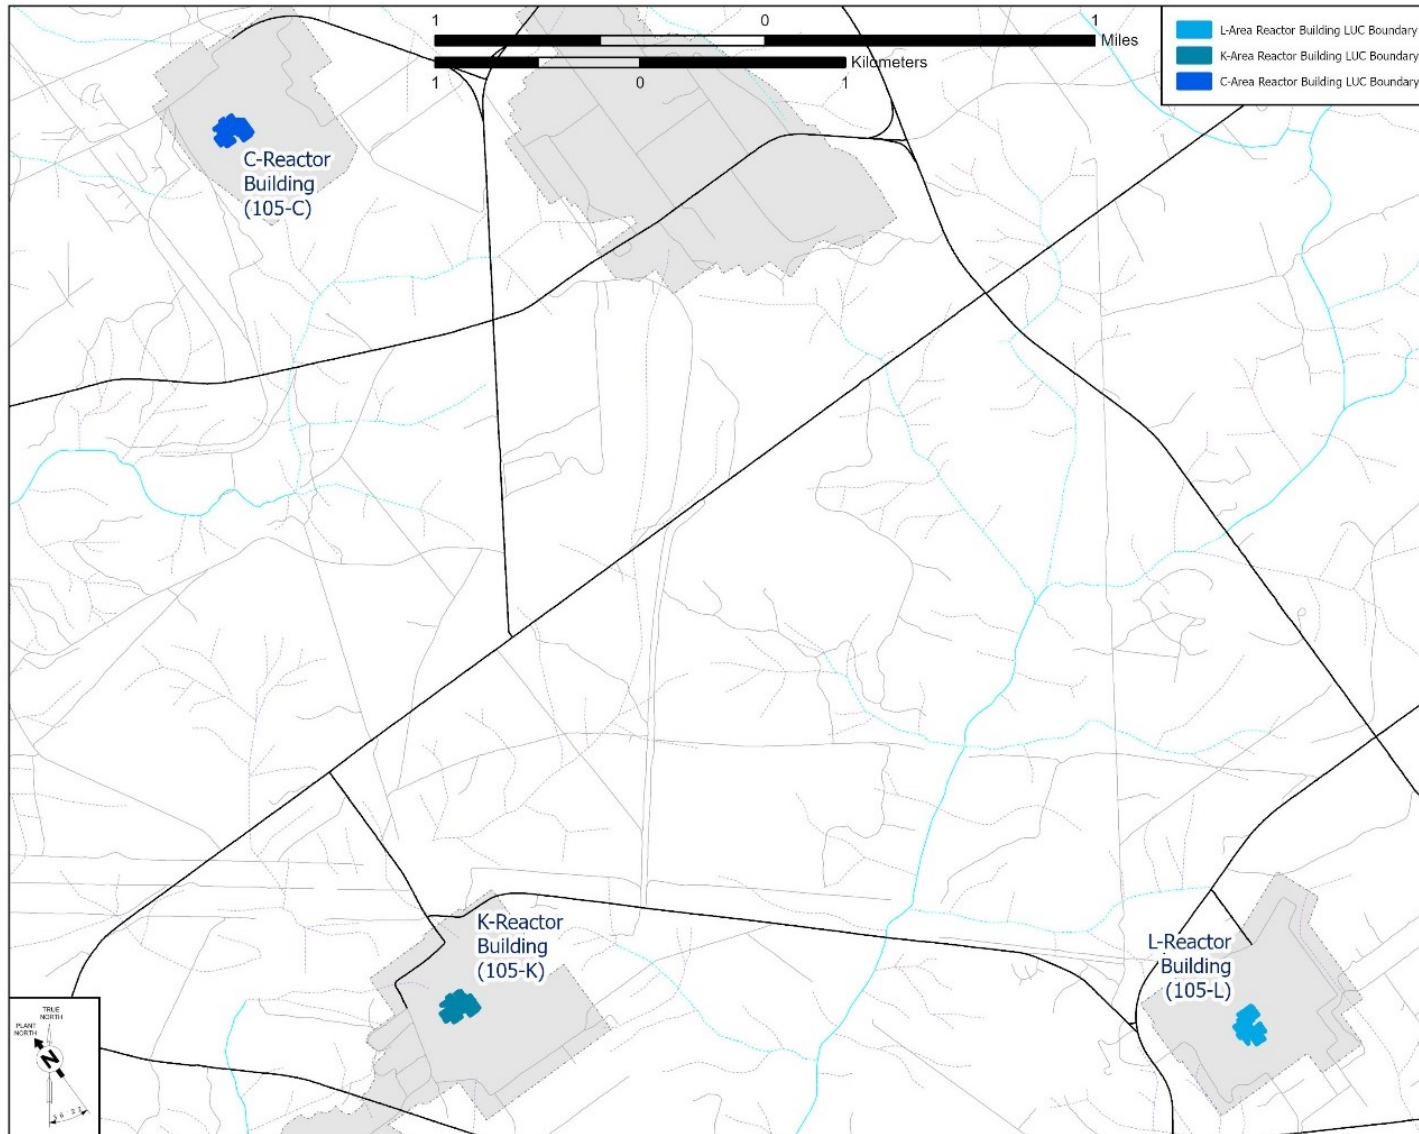 1 0 1
Miles
Kilometers
1 0 1
L-Area Reactor Building LUC Boundary
K-Area Reactor Building LUC Boundary
C-Area Reactor Building LUC Boundary
C-Reactor
Building
(105-C)
K-Reactor
Building
(105-K)
L-Reactor
Building
(105-L)
TRUE
NORTH
PLANT
NORTH
N